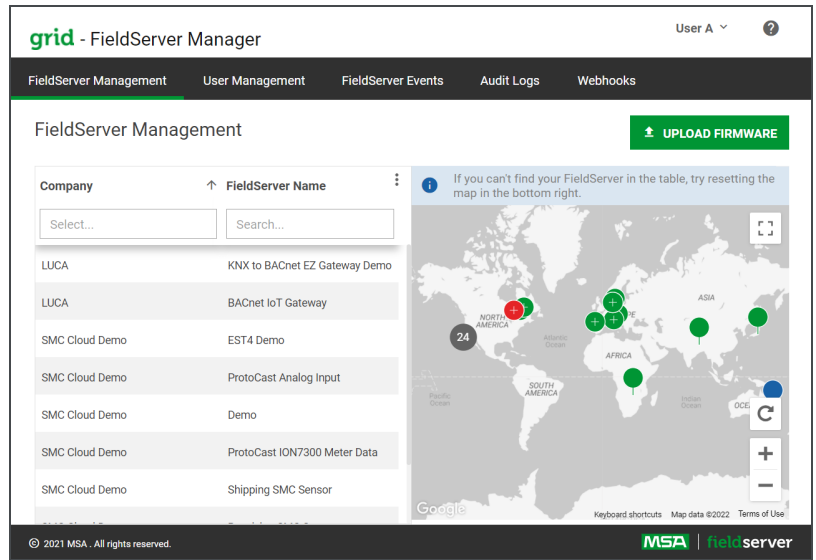 grid - FieldServer Manager
User A
FieldServer Management
User Management
FieldServer Events
Audit Logs
Webhooks
FieldServer Management
UPLOAD FIRMWARE
Company
FieldServer Name
If you can't find your FieldServer in the table, try resetting the
map in the bottom right.
Select...
Search...
LUCA
KNX to BACnet EZ Gateway Demo
LUCA
BACnet IoT Gateway
SMC Cloud Demo
EST4 Demo
SMC Cloud Demo
ProtoCast Analog Input
SMC Cloud Demo
Demo
SMC Cloud Demo
ProtoCast ION7300 Meter Data
SMC Cloud Demo
Shipping SMC Sensor
NORTH
AMERICA
24
Atlantic
Ocean
ASIA
AFRICA
SOUTH
AMERICA
Pacific
Ocean
Indian
Ocean
Google
Keyboard shortcuts
Map data ©2022
Terms of Use
© 2021 MSA . All rights reserved.
MSA | fieldserver